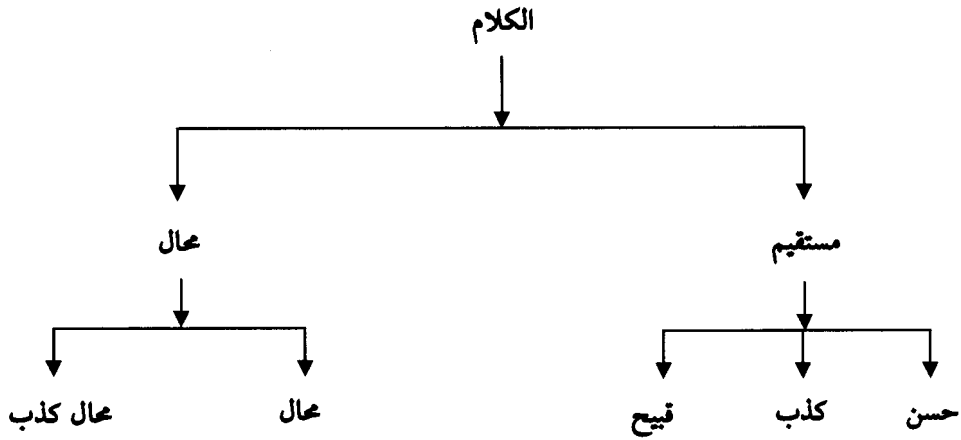 الكلام
مستقيم محال
حسن كذب قبيح محال محال كذب